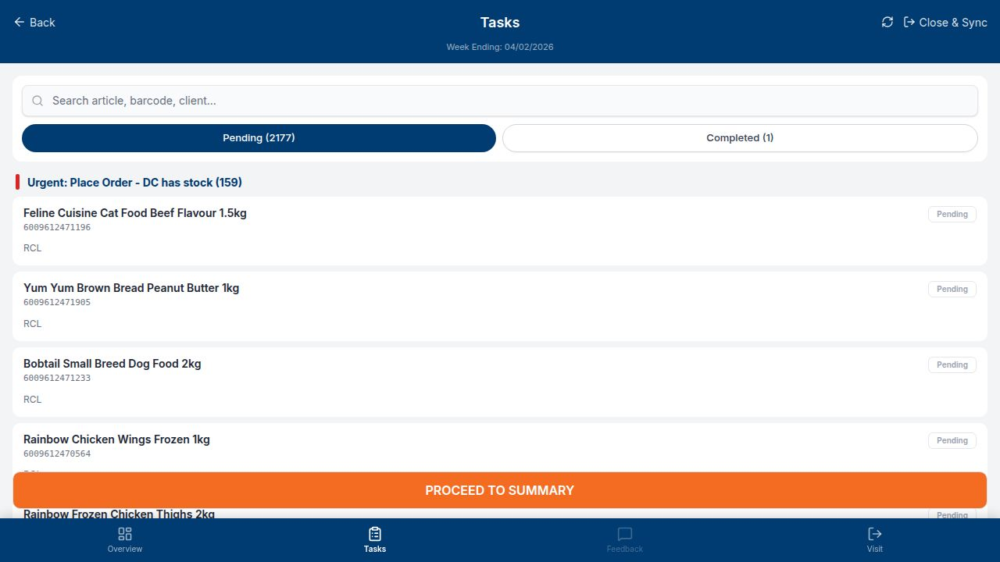 Back
Tasks
Close & Sync
Week Ending: 04/02/2026
Search article, barcode, client...
Pending (2177)
Completed (1)
Urgent: Place Order - DC has stock (159)
Feline Cuisine Cat Food Beef Flavour 1.5kg
Pending
6009612471196
RCL
Yum Yum Brown Bread Peanut Butter 1kg
Pending
6009612471905
RCL
Bobtail Small Breed Dog Food 2kg
Pending
6009612471233
RCL
Rainbow Chicken Wings Frozen 1kg
Pending
6009612470564
PROCEED TO SUMMARY
Rainbow Frozen Chicken Thighs 2kg
Pending
Overview
Tasks
Feedback
Visit